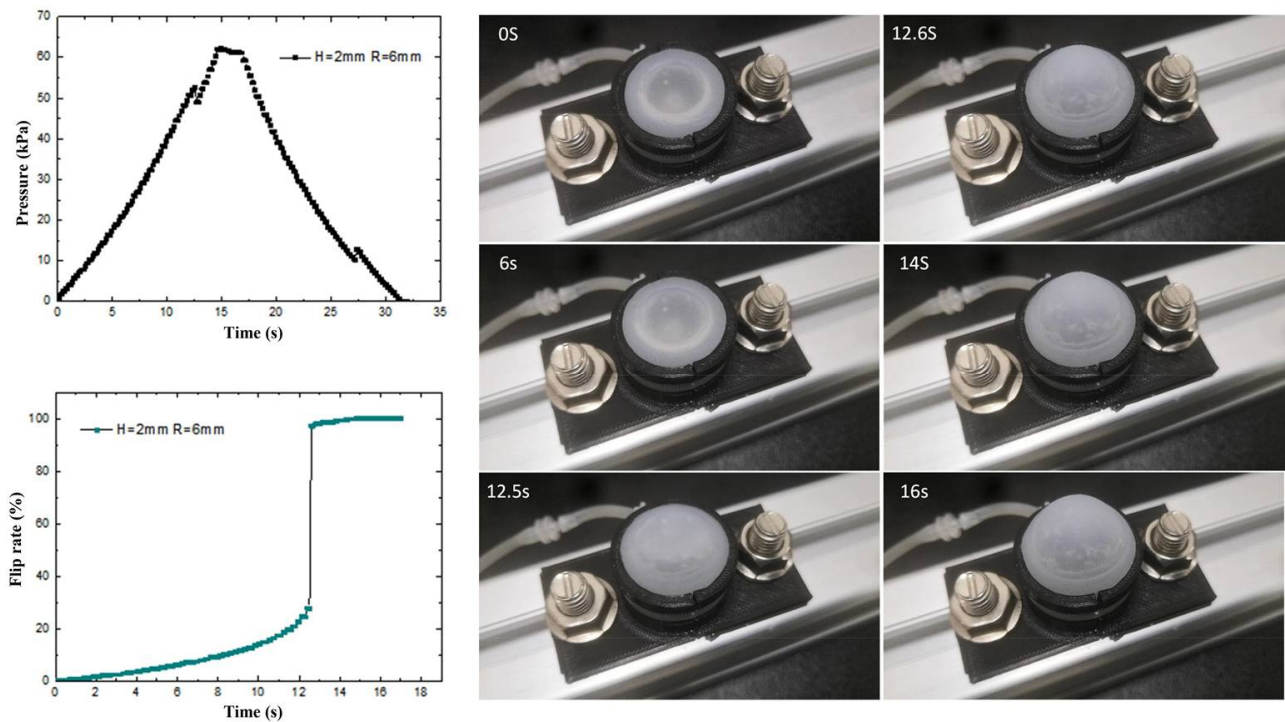 70
60
50
40
30
20
10
0
Pressure (kPa)
H=2mm R=6mm
0 5 10 15 20 25 30 35
Time (s)
100
80
60
40
20
0
Flip rate (%)
H=2mm R=6mm
0 2 4 6 8 10 12 14 16 18
Time (s)
0S
12.6S
6s
14S
12.5s
16s